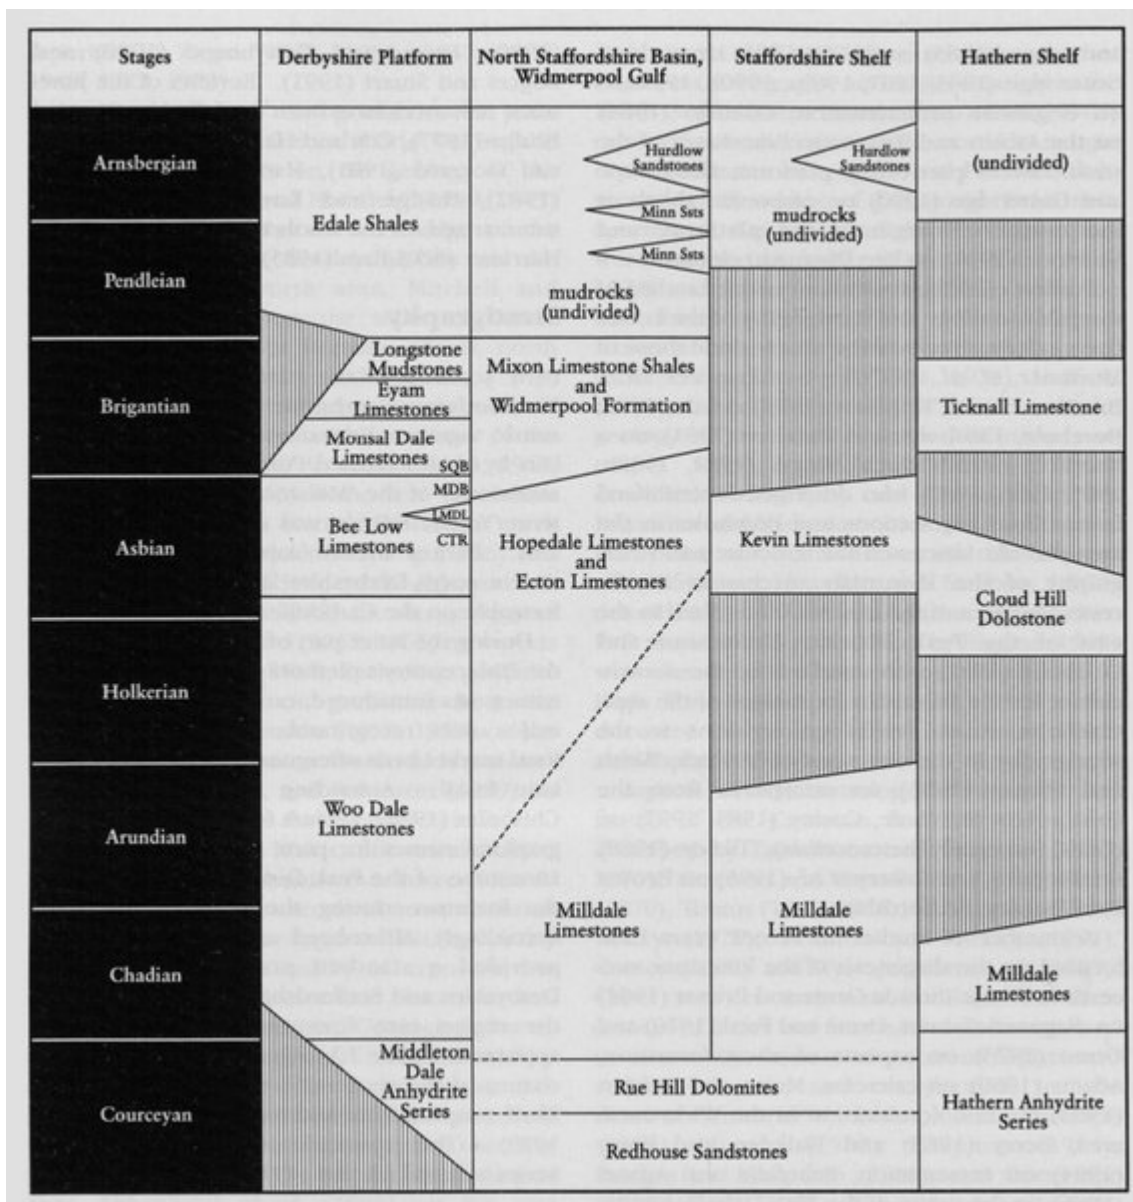 Stages
Derbyshire Platform
North Staffordshire Basin,
Widmerpool Gulf
Staffordshire Shelf
Hathern Shelf
Arnsbergian
Pendleian
Brigantian
Asbian
Holkerian
Arundian
Chadian
Courceyan
Edale Shales
Longstone
Mudstones
Eyam
Limestones
Monsal Dale
Limestones
SQB
MDB
LMDL
CTR
Bee Low
Limestones
Woo Dale
Limestones
Middleton
Dale
Anhydrite
Series
Hurdlow
Sandstones
Minn Ssts
Minn Ssts
mudrocks
(undivided)
Mixon Limestone Shales
and
Widmerpool Formation
Hopedale Limestones
and
Ecton Limestones
Milldale
Limestones
Rue Hill Dolomites
Redhouse Sandstones
Hurdlow
Sandstones
mudrocks
(undivided)
Kevin Limestones
Milldale
Limestones
(undivided)
Ticknall Limestone
Cloud Hill
Dolostone
Milldale
Limestones
Hathern Anhydrite
Series